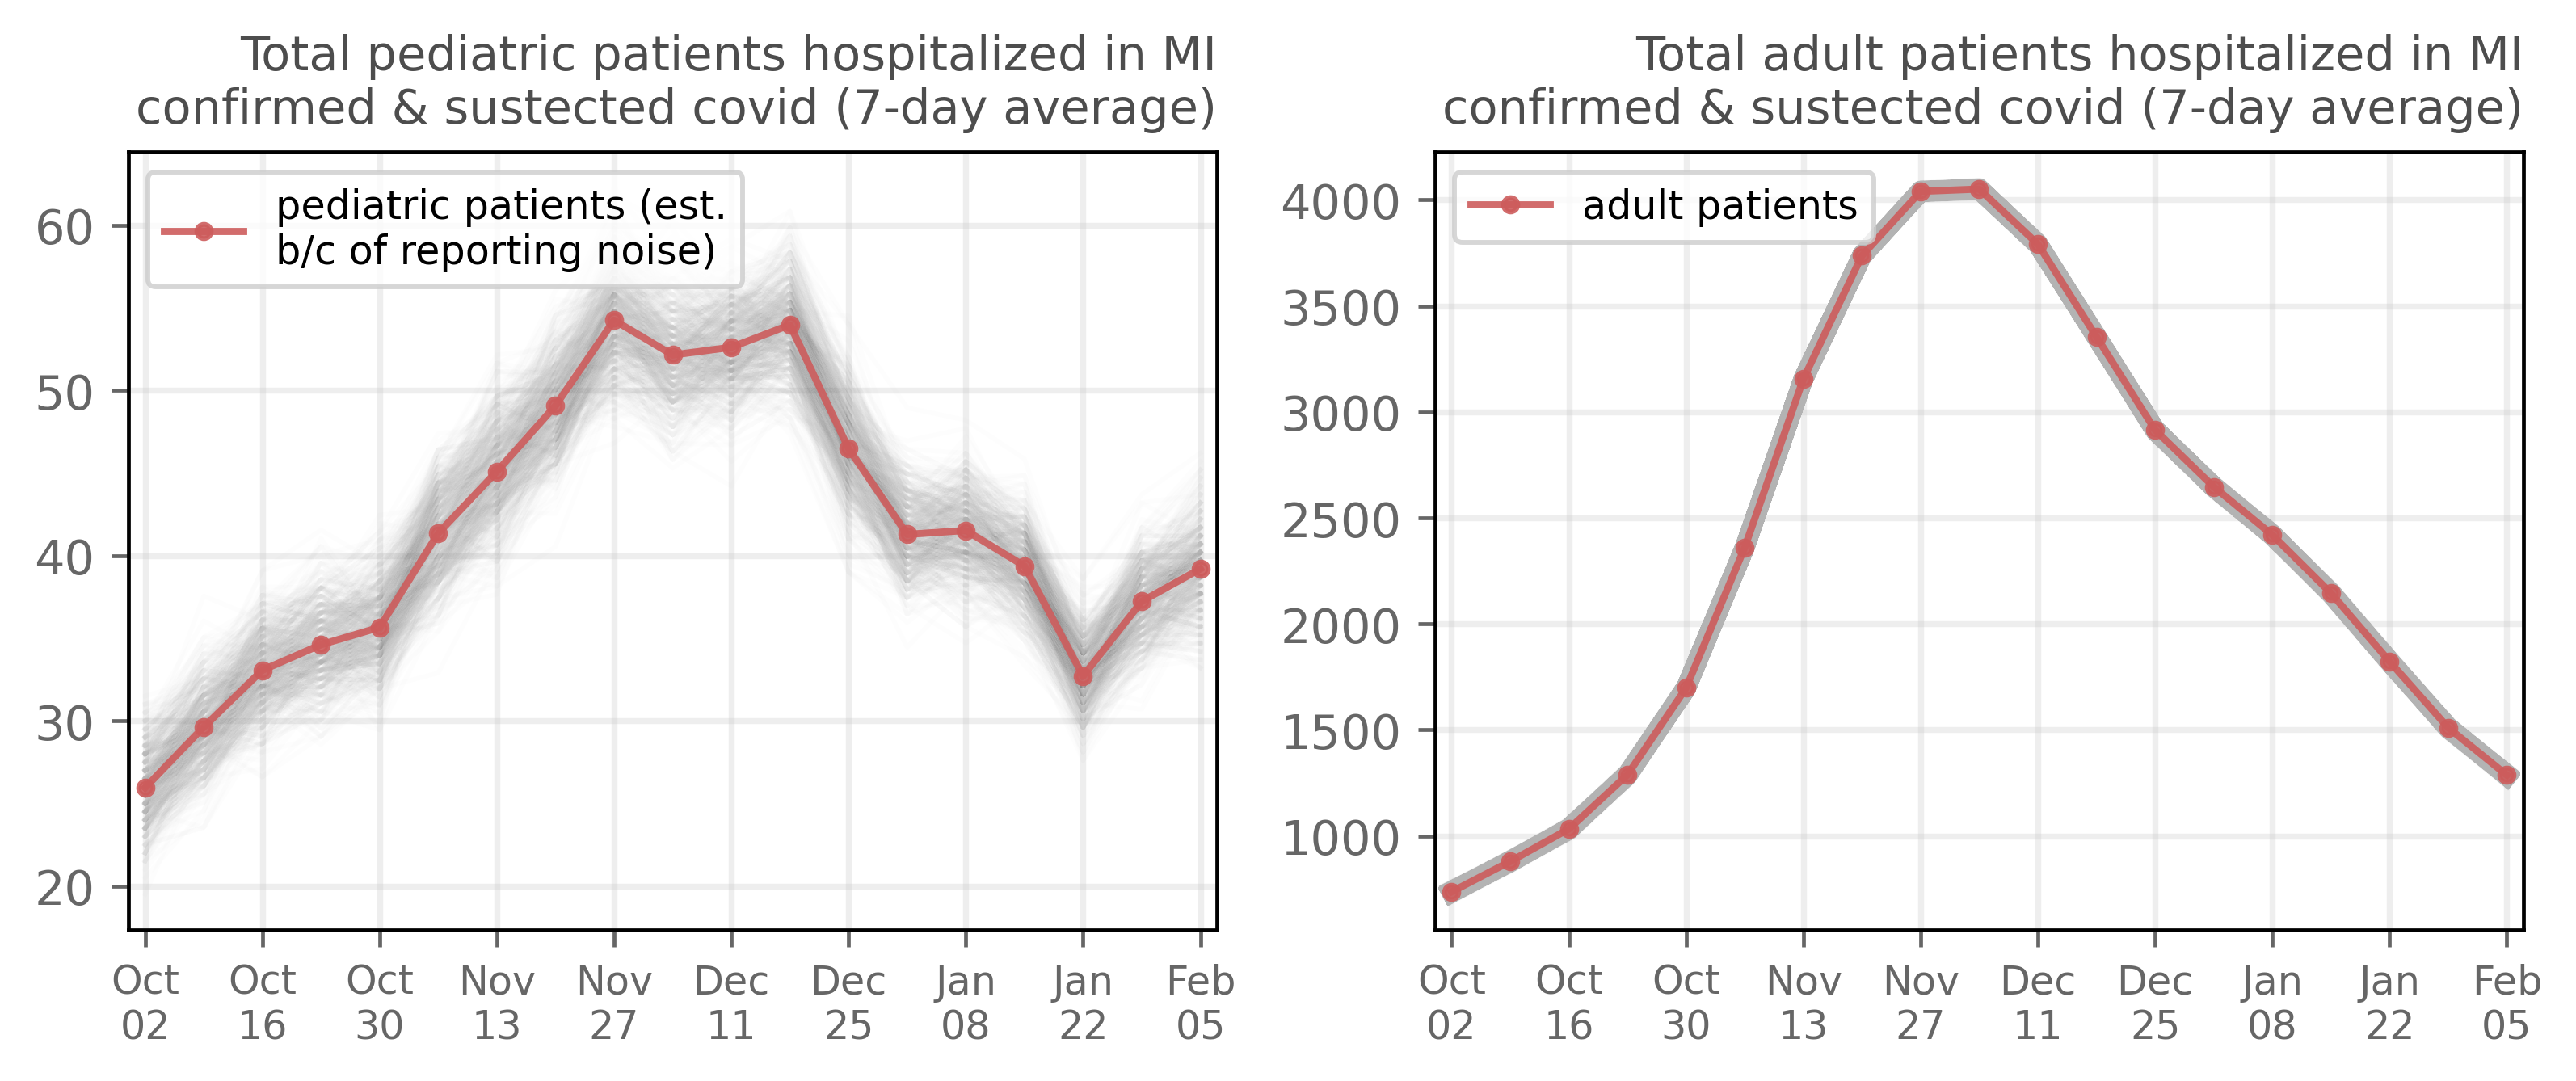 Total pediatric patients hospitalized in MI
confirmed & sustected covid (7-day average)
pediatric patients (est.
b/c of reporting noise)
60
50
40
30
20
Oct
02
Oct
16
Oct
30
Nov
13
Nov
27
Dec
11
Dec
25
Jan
08
Jan
22
Feb
05
Total adult patients hospitalized in MI
confirmed & sustected covid (7-day average)
adult patients
4000
3500
3000
2500
2000
1500
1000
Oct
02
Oct
16
Oct
30
Nov
13
Nov
27
Dec
11
Dec
25
Jan
08
Jan
22
Feb
05